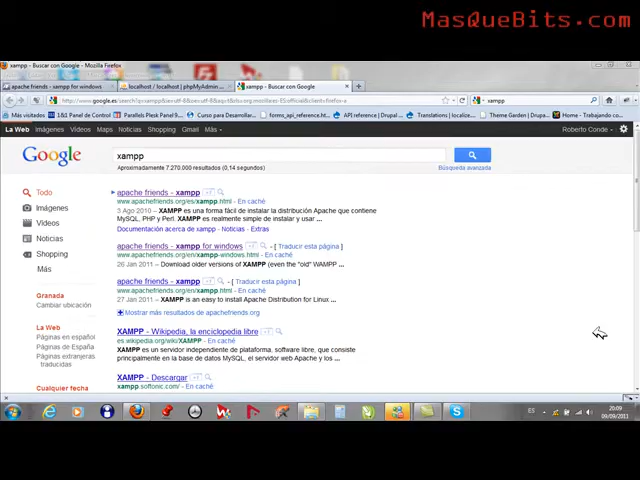 MasQueBits.com
xampp - Buscar con Google - Mozilla Firefox
apache friends - xampp for windows
localhost / localhost | phpMyAdmin ...
xampp - Buscar con Google
xampp
Más visitados
1&1 Panel de Control
Parallels Plesk Panel 9...
Curso para Desarrollador...
forms_api_reference.ht...
API reference | Drupal ...
Translations | localize....
Theme Garden | Drupal...
Home - Trabajando co...
La Web Imágenes Vídeos Maps Noticias Shopping Gmail Más
Roberto Conde
Google
xampp
Aproximadamente 7.270.000 resultados (0,14 segundos)
Búsqueda avanzada
Todo
Imágenes
Vídeos
Noticias
Shopping
Más
Granada
Cambiar ubicación
La Web
Páginas en español
Páginas de España
Páginas extranjeras
traducidas
Cualquier fecha
apache friends - xampp
www.apachefriends.org/es/xampp.html - En caché
3 Ago 2010 – XAMPP es una forma fácil de instalar la distribución Apache que contiene
MySQL, PHP y Perl. XAMPP es realmente simple de instalar y usar ...
Documentación acerca de xampp - Noticias - Extras
apache friends - xampp for windows - [ Traducir esta página ]
www.apachefriends.org/en/xampp-windows.html - En caché
26 Jan 2011 – Download older versions of XAMPP (even the "old" WAMPP ...
apache friends - xampp - [ Traducir esta página ]
www.apachefriends.org/en/xampp.html - En caché
27 Jan 2011 – XAMPP is an easy to install Apache Distribution for Linux ...
Mostrar más resultados de apachefriends.org
XAMPP - Wikipedia, la enciclopedia libre
es.wikipedia.org/wiki/XAMPP - En caché
XAMPP es un servidor independiente de plataforma, software libre, que consiste
principalmente en la base de datos MySQL, el servidor web Apache y los ...
XAMPP - Descargar
xampp.softonic.com/ - En caché
ES
20:09
09/09/2011